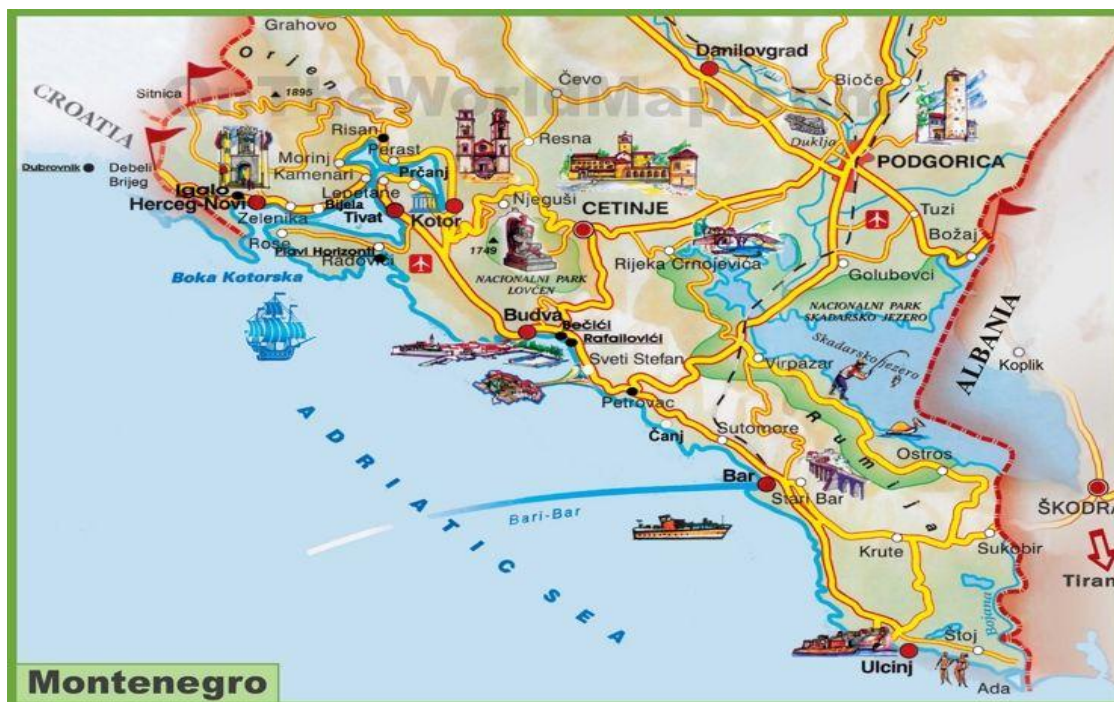 Grahovo
Orjen
Danilovgrad
Čevo
Bioče
OnTheWorldMap.com
CROATIA
Sitnica
1895
Risan
Resna
Duklja
Perast
PODGORICA
Dubrovnik
Debeli
Brijeg
Morinj
Kamenari
Prčanj
Igalo
Herceg-Novi
Lepetane
Bijela
Zelenika
Tivat
Kotor
Njeguši
CETINJE
Tuzi
Božaj
Rose
Plavi Horizonti
Radovići
1749
NACIONALNI PARK
LOVĆEN
Rijeka Crnojevića
Golubovci
Boka Kotorska
NACIONALNI PARK
SKADARSKO JEZERO
ALBANIA
Budva
Bečići
Rafailovići
Sveti Stefan
Skadarsko jezero
Virpazar
Koplik
Petrovac
ADRIATIC SEA
Čanj
Sutomore
Rumija
Ostros
Bar
Stari Bar
ŠKODRA
Bari-Bar
Krute
Sukobir
Tiran
Bojana
Štoj
Ulcinj
Ada
Montenegro